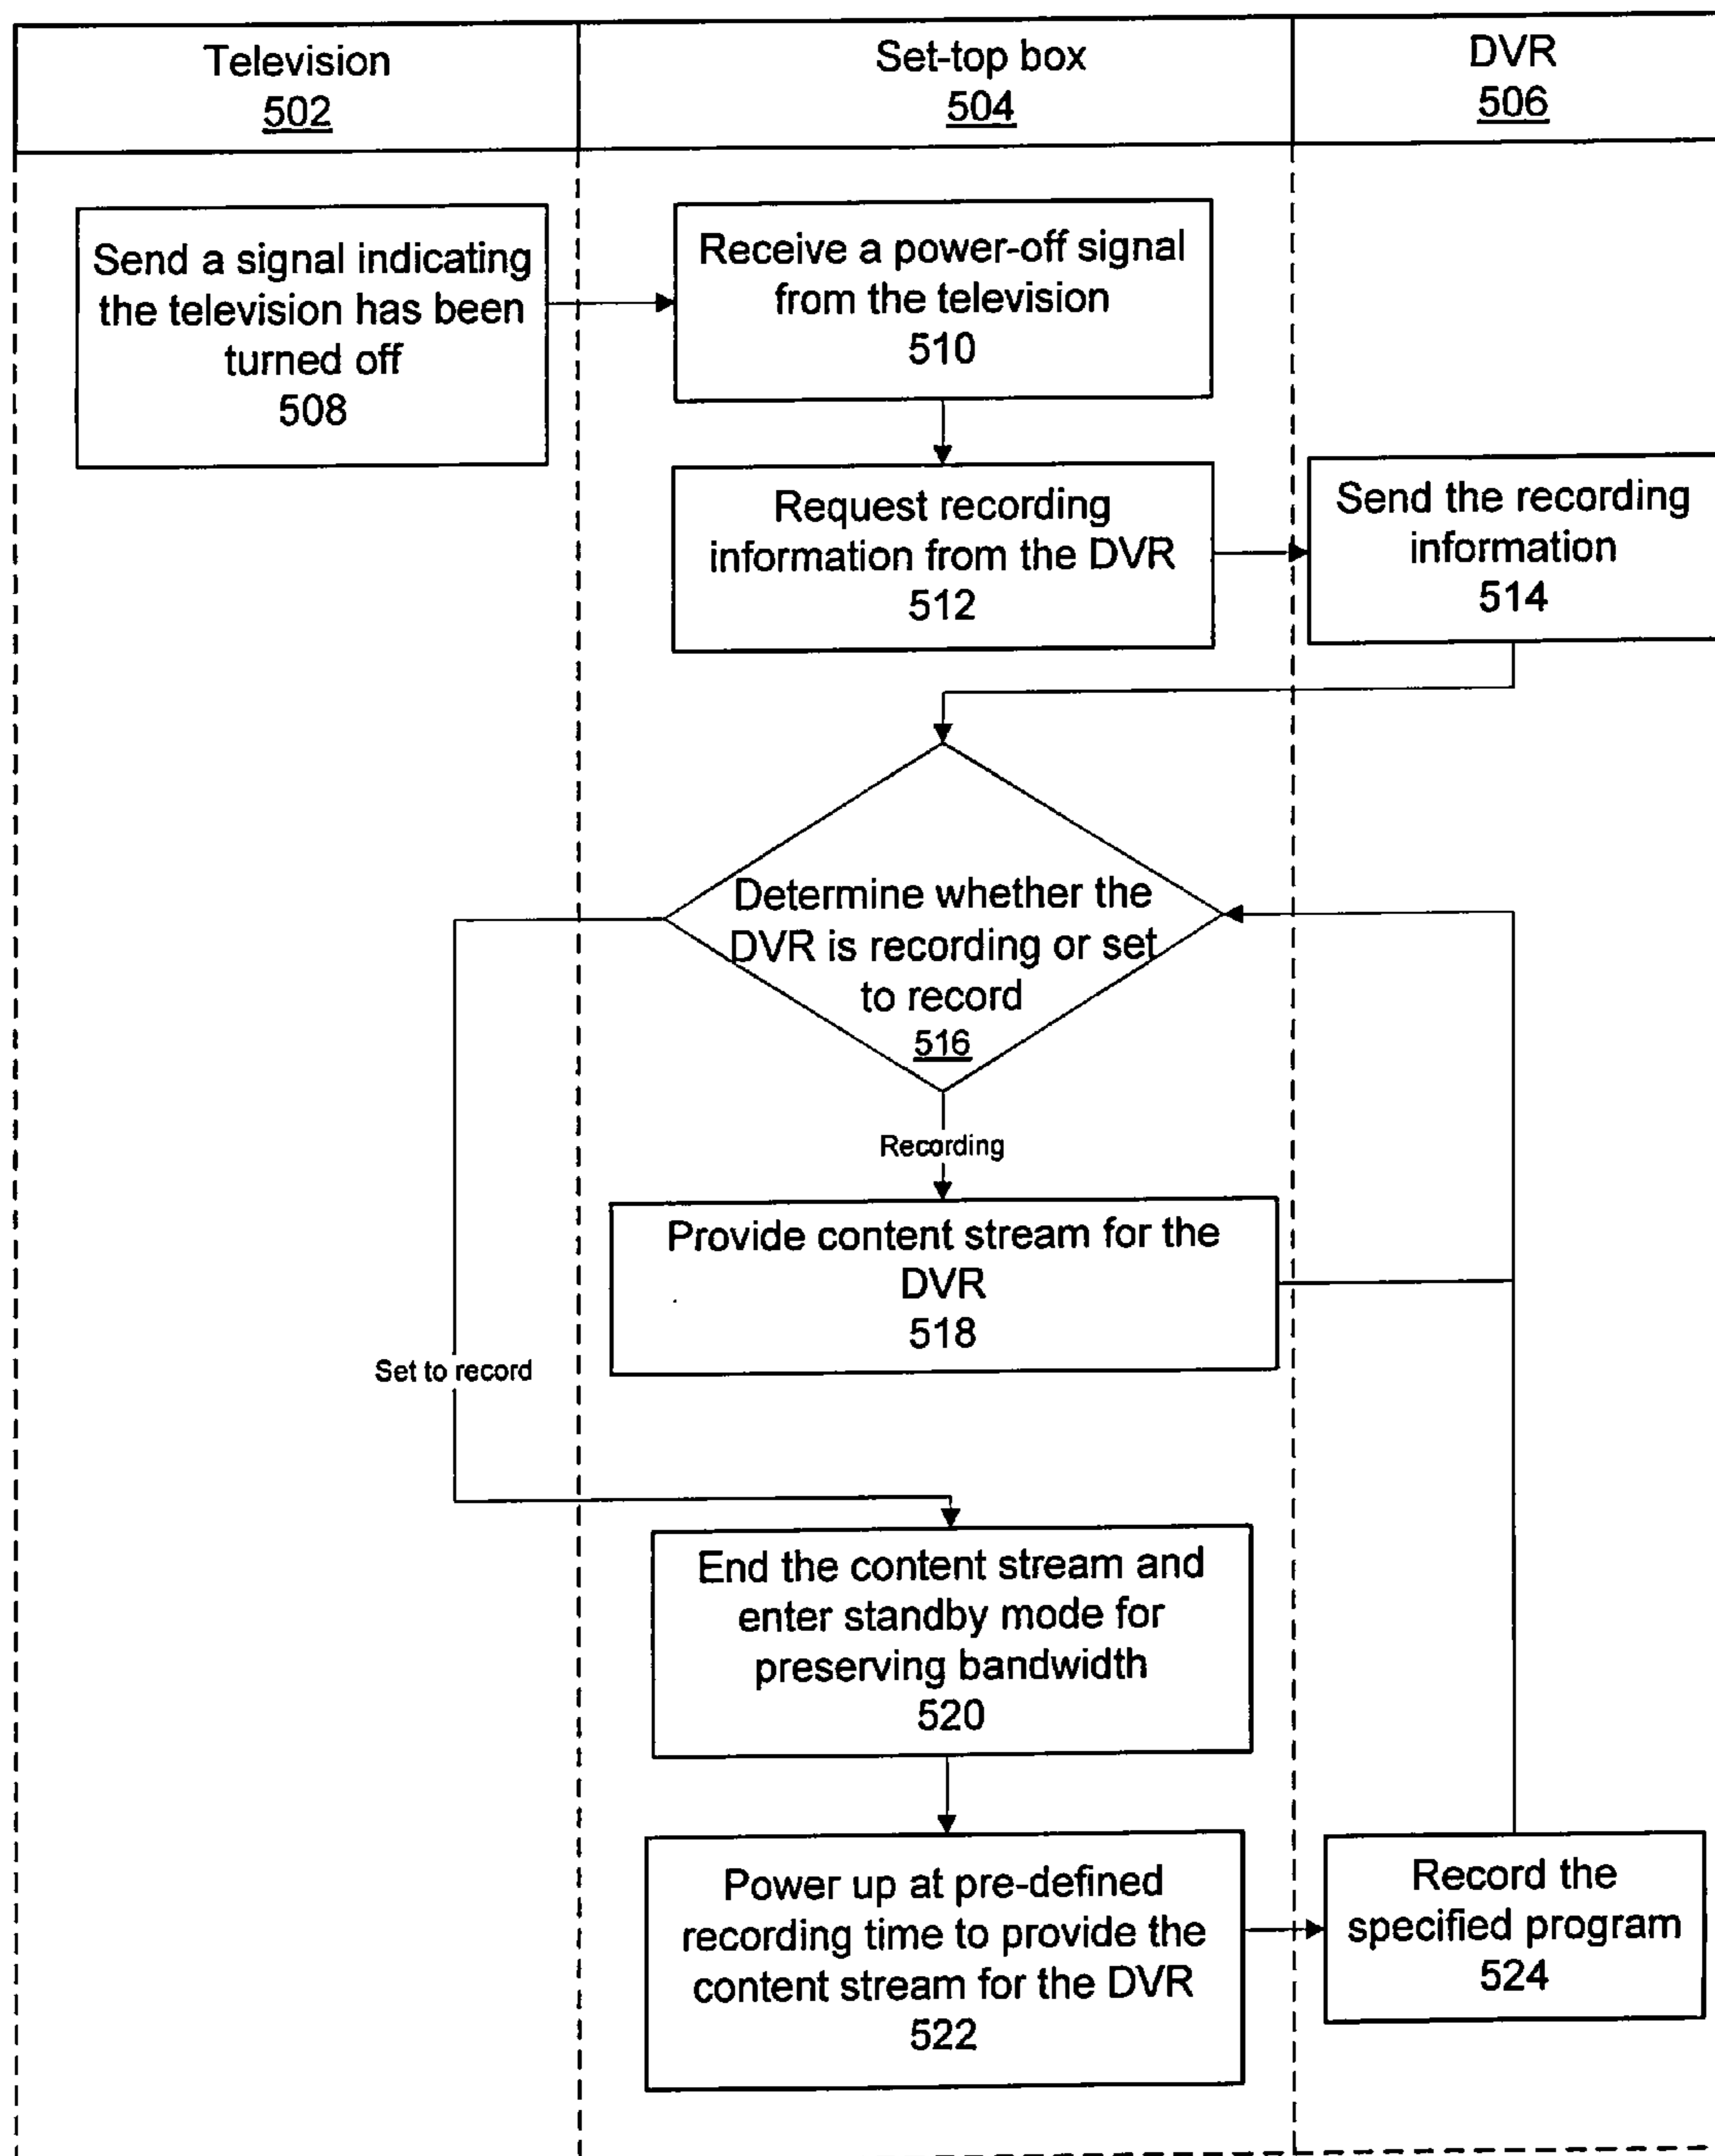 Television
502
Set-top box
504
DVR
506
Send a signal indicating
the television has been
turned off
508
Receive a power-off signal
from the television
510
Request recording
information from the DVR
512
Send the recording
information
514
Determine whether the
DVR is recording or set
to record
516
Recording
Provide content stream for the
DVR
518
Set to record
End the content stream and
enter standby mode for
preserving bandwidth
520
Power up at pre-defined
recording time to provide the
content stream for the DVR
522
Record the
specified program
524